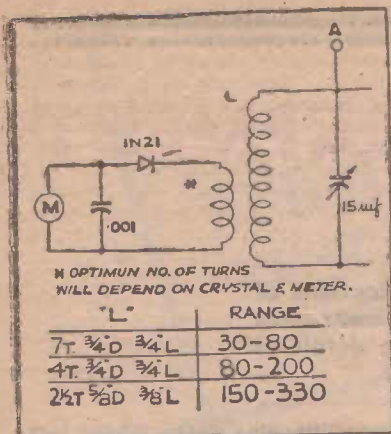 A
L
1N21
*
M
.001
15uuf
* OPTIMUN NO. OF TURNS
WILL DEPEND ON CRYSTAL & METER.
"L" RANGE
7T. 3/4"D 3/4"L 30-80
4T. 3/4"D 3/4"L 80-200
2½T 5/8"D 3/8"L 150-330